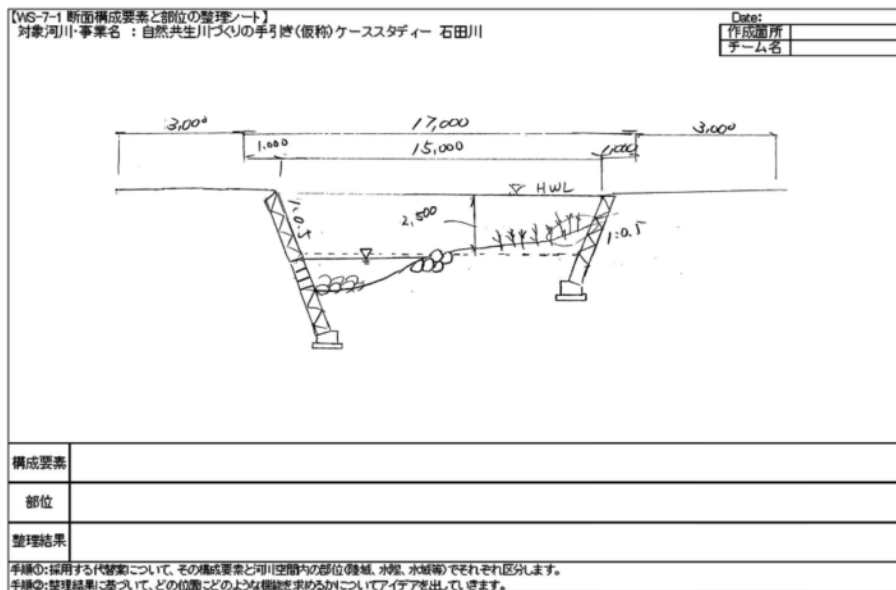 【WS-7-1 断面構成要素と部位の整理シート】
対象河川・事業名 : 自然共生川づくりの手引き(仮称)ケーススタディー 石田川
Date:
作成箇所
チーム名
3,000
17,000
3,000
1.000
15,000
1,000
HWL
1:0.5
2,500
1:0.5
構成要素
部位
整理結果
手順①:採用する代替案について、その構成要素と河川空間内の部位(陸域、水際、水域等)でそれぞれ区分します。
手順②:整理結果に基づいて、どの位置にどのような機能を求めるかについてアイデアを出していきます。